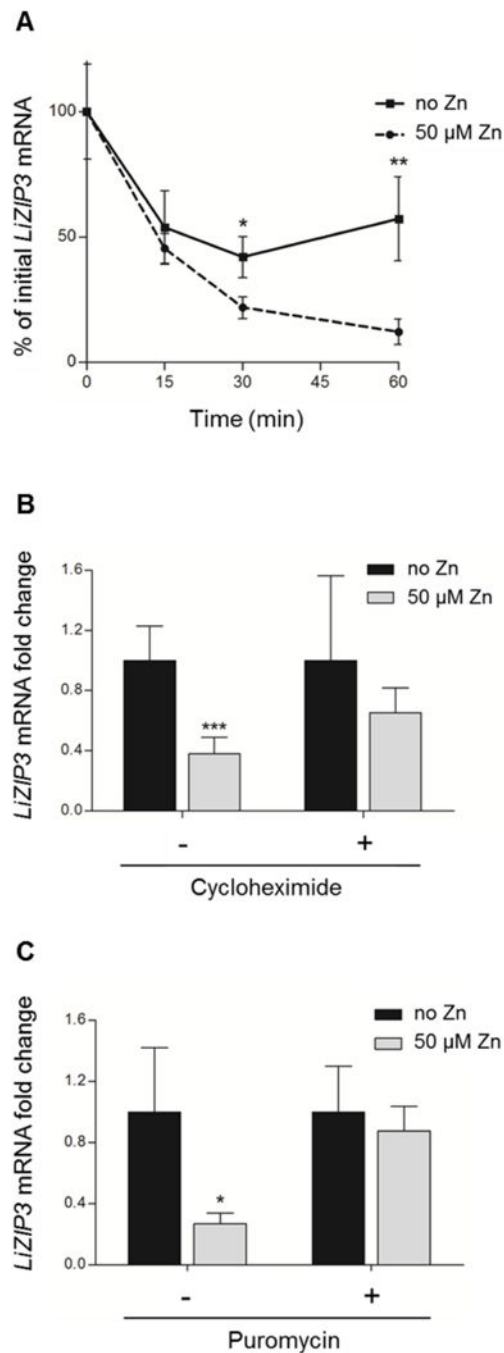 A
% of initial LiZIP3 mRNA
100
50
0
no Zn
50 µM Zn
*
**
0 15 30 45 60
Time (min)
B
LiZIP3 mRNA fold change
1.6
1.2
0.8
0.4
0.0
no Zn
50 µM Zn
***
- +
Cycloheximide
C
LiZIP3 mRNA fold change
1.6
1.2
0.8
0.4
0.0
no Zn
50 µM Zn
*
- +
Puromycin